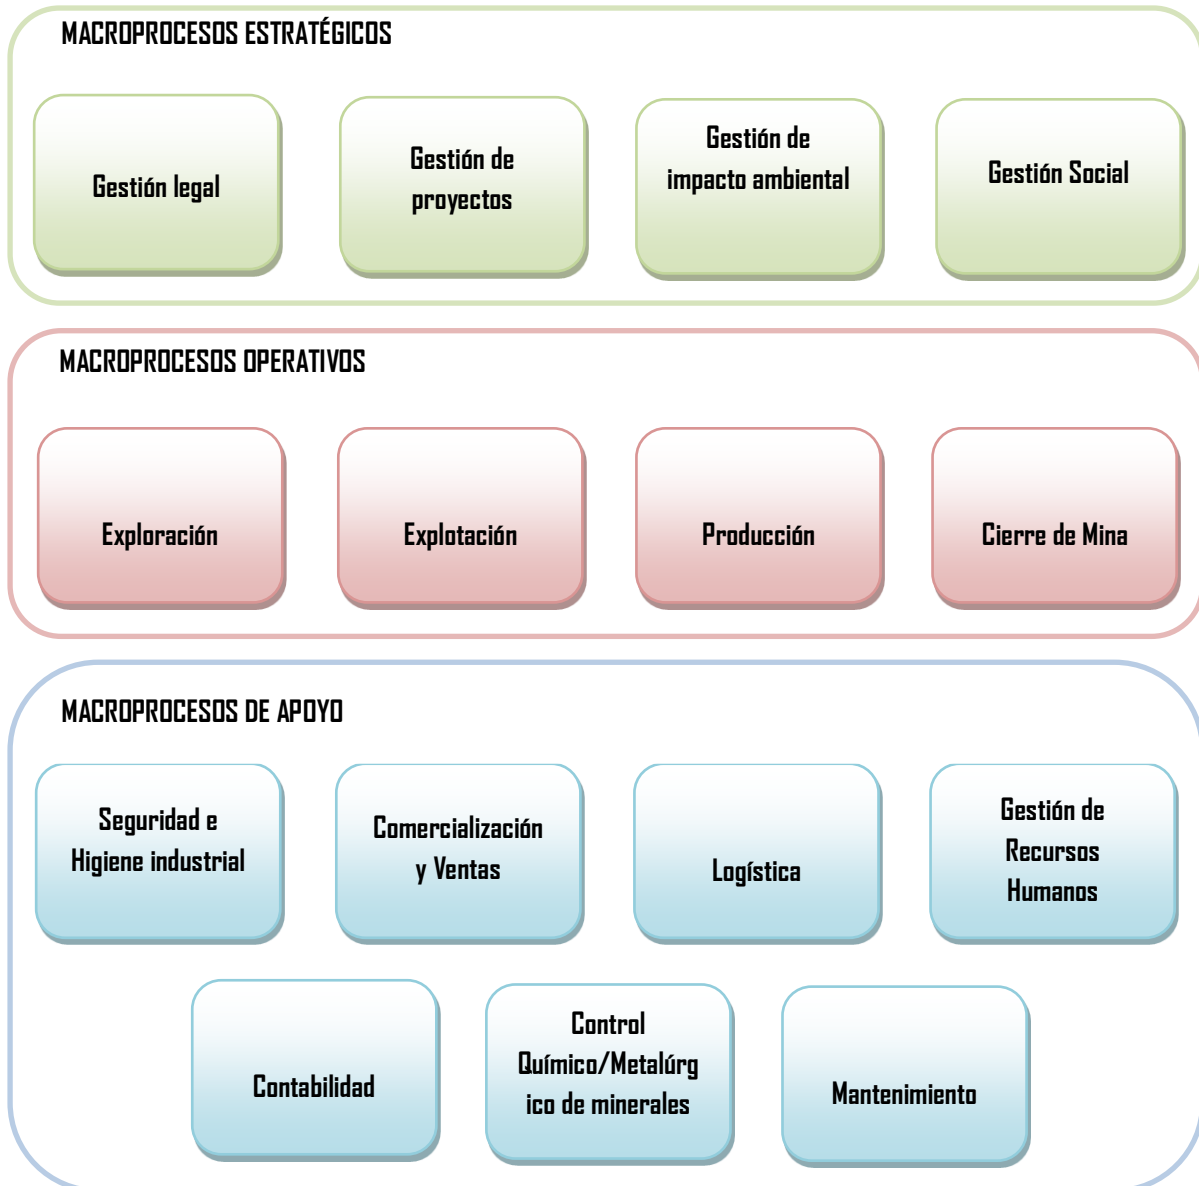 MACROPROCESOS ESTRATÉGICOS
Gestión legal
Gestión de
proyectos
Gestión de
impacto ambiental
Gestión Social
MACROPROCESOS OPERATIVOS
Exploración
Explotación
Producción
Cierre de Mina
MACROPROCESOS DE APOYO
Seguridad e
Higiene industrial
Comercialización
y Ventas
Logística
Gestión de
Recursos
Humanos
Contabilidad
Control
Químico/Metalúrg
ico de minerales
Mantenimiento